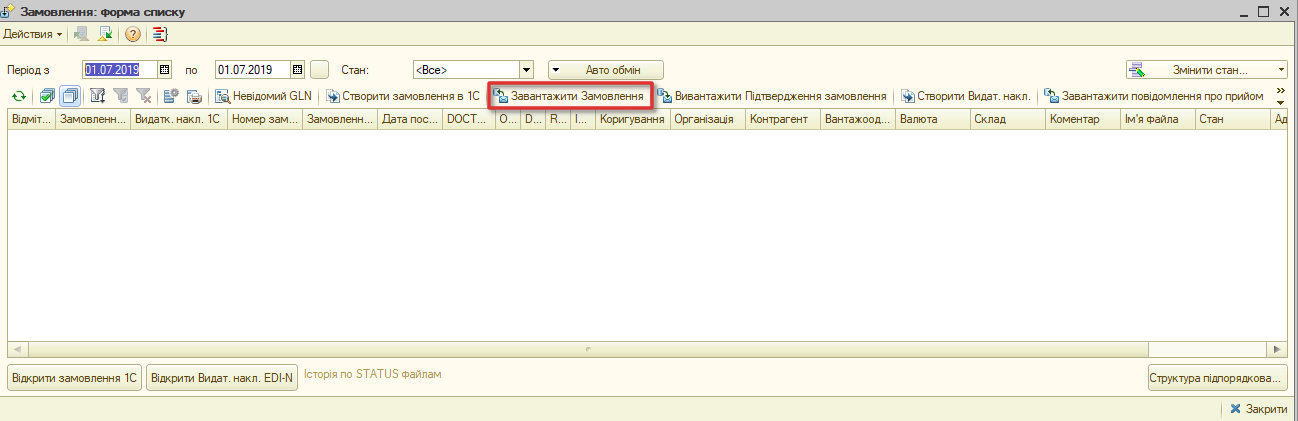 Замовлення: форма списку
Действия
Період з 01.07.2019 по 01.07.2019 Стан: <Все> Авто обмін Змінити стан...
Невідомий GLN Створити замовлення в 1С Завантажити Замовлення Вивантажити Підтвердження замовлення Створити Видат. накл. Завантажити повідомлення про прийом
Відміт... Замовленн... Видатк. накл. 1С Номер зам... Замовленн... Дата пос... DOCT... О... D... R... I... Коригування Організація Контрагент Вантажоод... Валюта Склад Коментар Ім'я файла Стан Ад
Відкрити замовлення 1С Відкрити Видат. накл. EDI-N Історія по STATUS файлам Структура підпорядкова...
Закрити